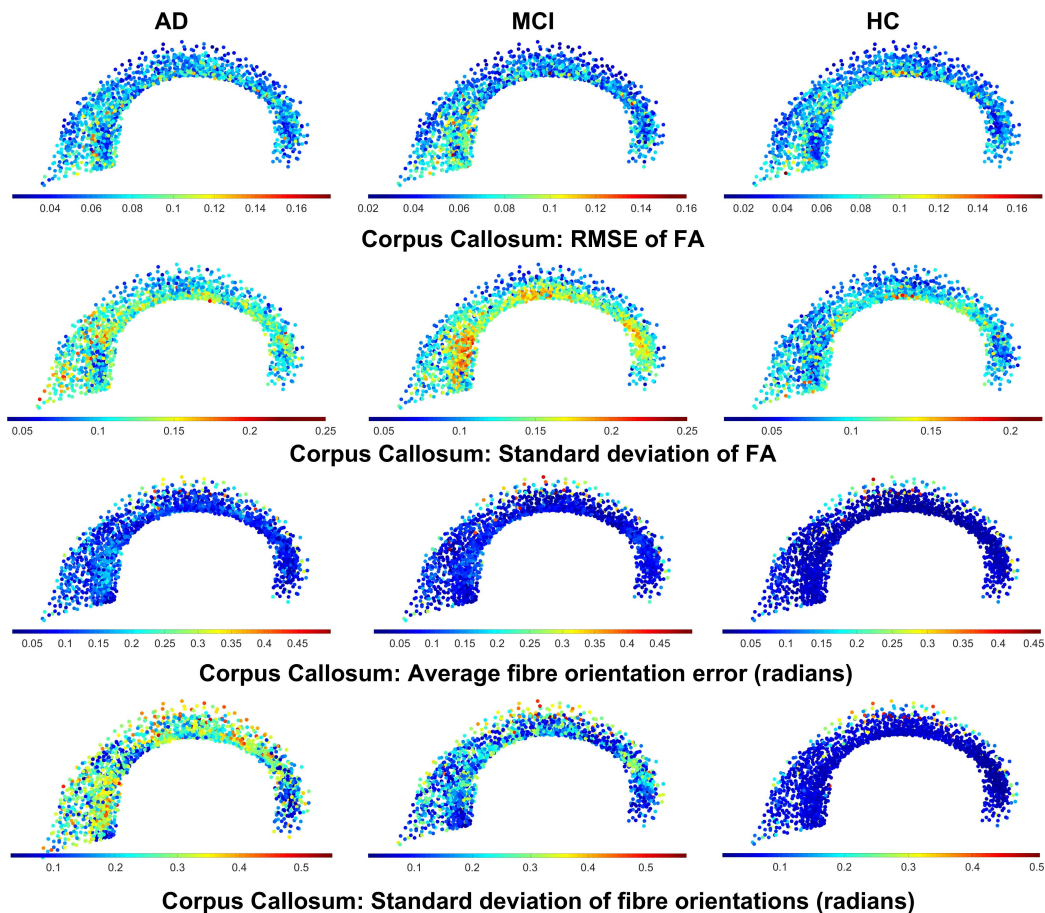 AD MCI HC
0.04 0.06 0.08 0.1 0.12 0.14 0.16 0.02 0.04 0.06 0.08 0.1 0.12 0.14 0.16 0.02 0.04 0.06 0.08 0.1 0.12 0.14 0.16
Corpus Callosum: RMSE of FA
0.05 0.1 0.15 0.2 0.25 0.05 0.1 0.15 0.2 0.25 0.05 0.1 0.15 0.2
Corpus Callosum: Standard deviation of FA
0.05 0.1 0.15 0.2 0.25 0.3 0.35 0.4 0.45 0.05 0.1 0.15 0.2 0.25 0.3 0.35 0.4 0.45 0.05 0.1 0.15 0.2 0.25 0.3 0.35 0.4 0.45
Corpus Callosum: Average fibre orientation error (radians)
0.1 0.2 0.3 0.4 0.5 0.1 0.2 0.3 0.4 0.5 0.1 0.2 0.3 0.4 0.5
Corpus Callosum: Standard deviation of fibre orientations (radians)